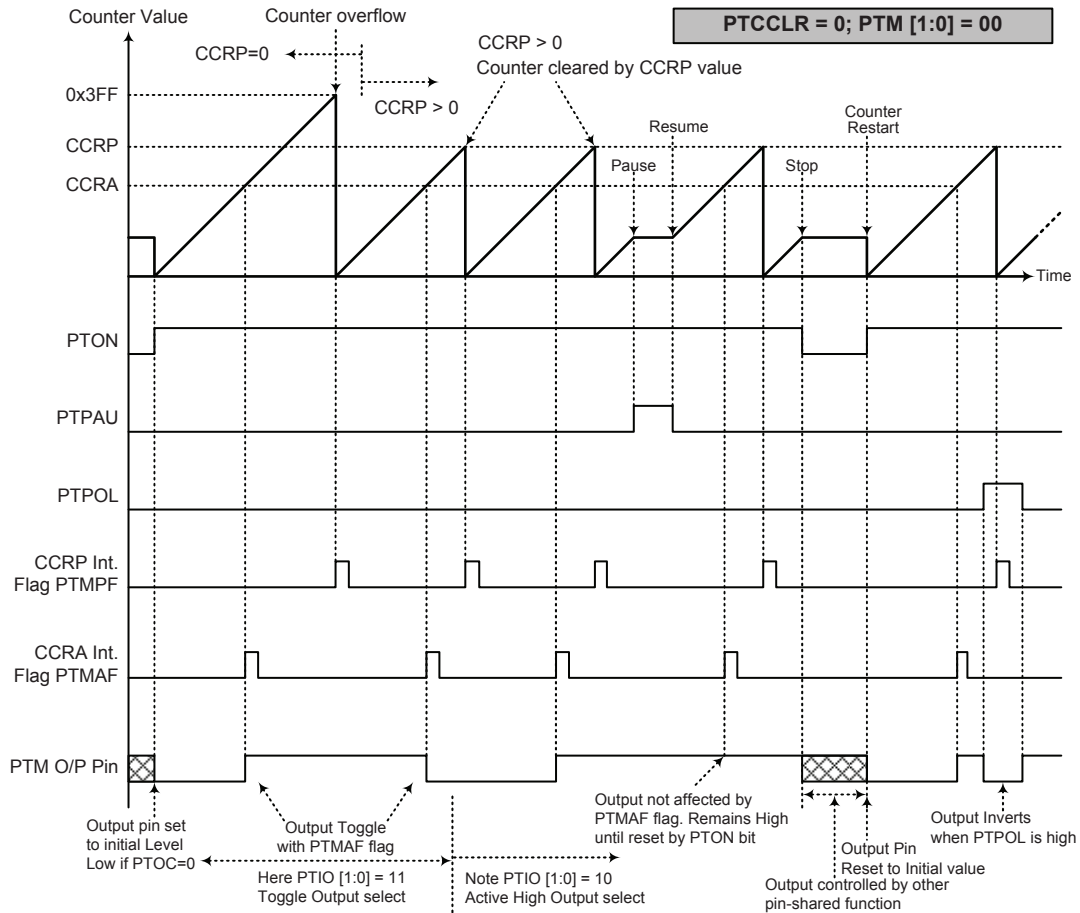 Counter Value
Counter overflow
PTCCLR = 0; PTM [1:0] = 00
CCRP=0
CCRP > 0
CCRP > 0
Counter cleared by CCRP value
0x3FF
CCRP
CCRA
Pause
Resume
Stop
Counter
Restart
Time
PTON
PTPAU
PTPOL
CCRP Int.
Flag PTMPF
CCRA Int.
Flag PTMAF
PTM O/P Pin
Output pin set
to initial Level
Low if PTOC=0
Output Toggle
with PTMAF flag
Here PTIO [1:0] = 11
Toggle Output select
Note PTIO [1:0] = 10
Active High Output select
Output not affected by
PTMAF flag. Remains High
until reset by PTON bit
Output Pin
Reset to Initial value
Output controlled by other
pin-shared function
Output Inverts
when PTPOL is high